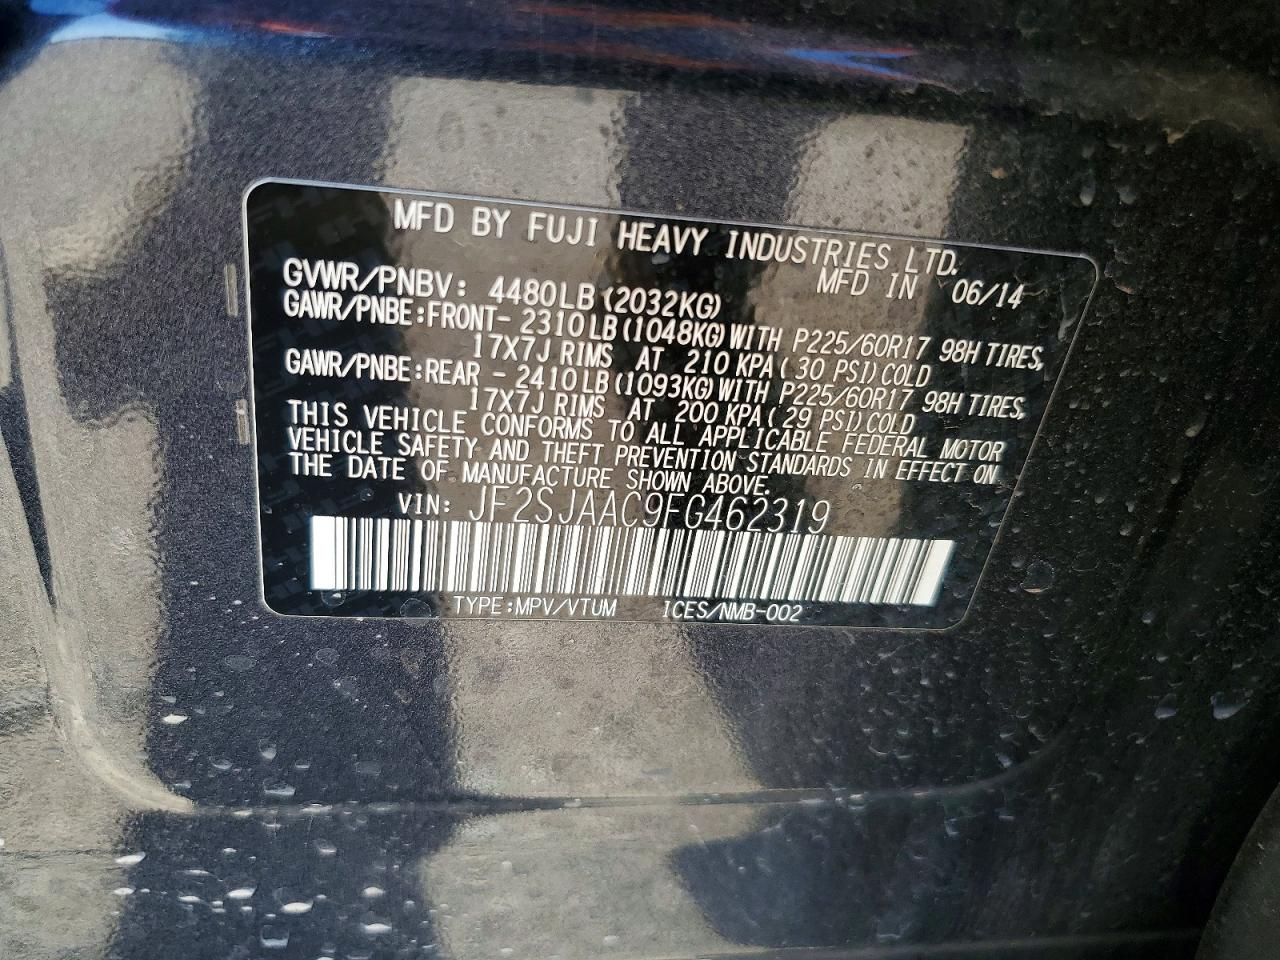 MFD BY FUJI HEAVY INDUSTRIES LTD.
MFD IN 06/14
GVWR/PNBV: 4480LB(2032KG)
GAWR/PNBE:FRONT- 2310LB(1048KG)WITH P225/60R17 98H TIRES,
17X7J RIMS AT 210 KPA(30 PSI)COLD
GAWR/PNBE:REAR - 2410LB(1093KG)WITH P225/60R17 98H TIRES,
17X7J RIMS AT 200 KPA(29 PSI)COLD
THIS VEHICLE CONFORMS TO ALL APPLICABLE FEDERAL MOTOR
VEHICLE SAFETY AND THEFT PREVENTION STANDARDS IN EFFECT ON
THE DATE OF MANUFACTURE SHOWN ABOVE.
VIN: JF2SJAAC9FG462319
TYPE:MPV/VTUM ICES/NMB-002